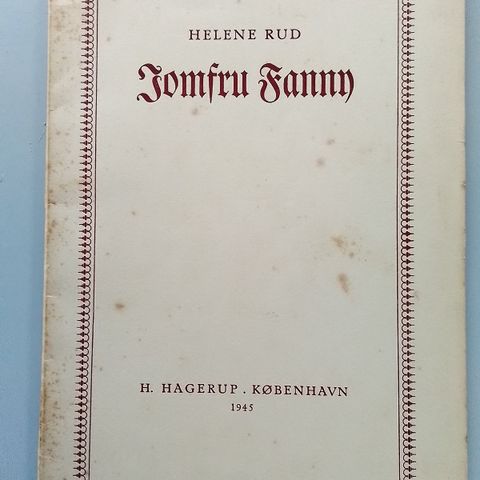 HELENE RUD
Jomfru Fanny
H. HAGERUP . KØBENHAVN
1945